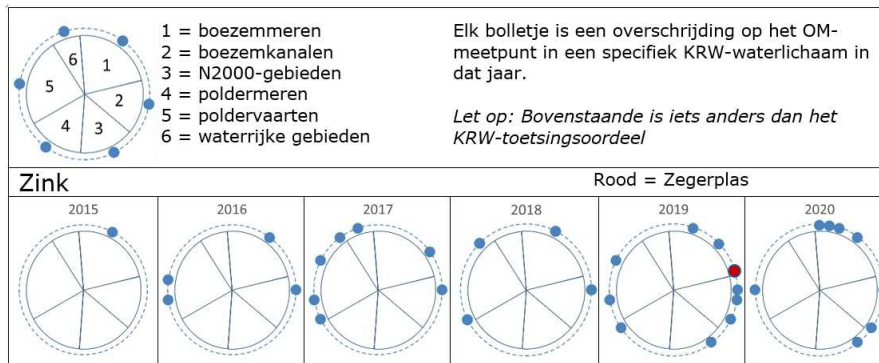 1 = boezemmeren
2 = boezemkanalen
3 = N2000-gebieden
4 = poldermeren
5 = poldervaarten
6 = waterrijke gebieden
6
1
5
2
4
3
Elk bolletje is een overschrijding op het OM-
meetpunt in een specifiek KRW-waterlichaam in
dat jaar.
Let op: Bovenstaande is iets anders dan het
KRW-toetsingsoordeel
Zink
Rood = Zegerplas
2015
2016
2017
2018
2019
2020